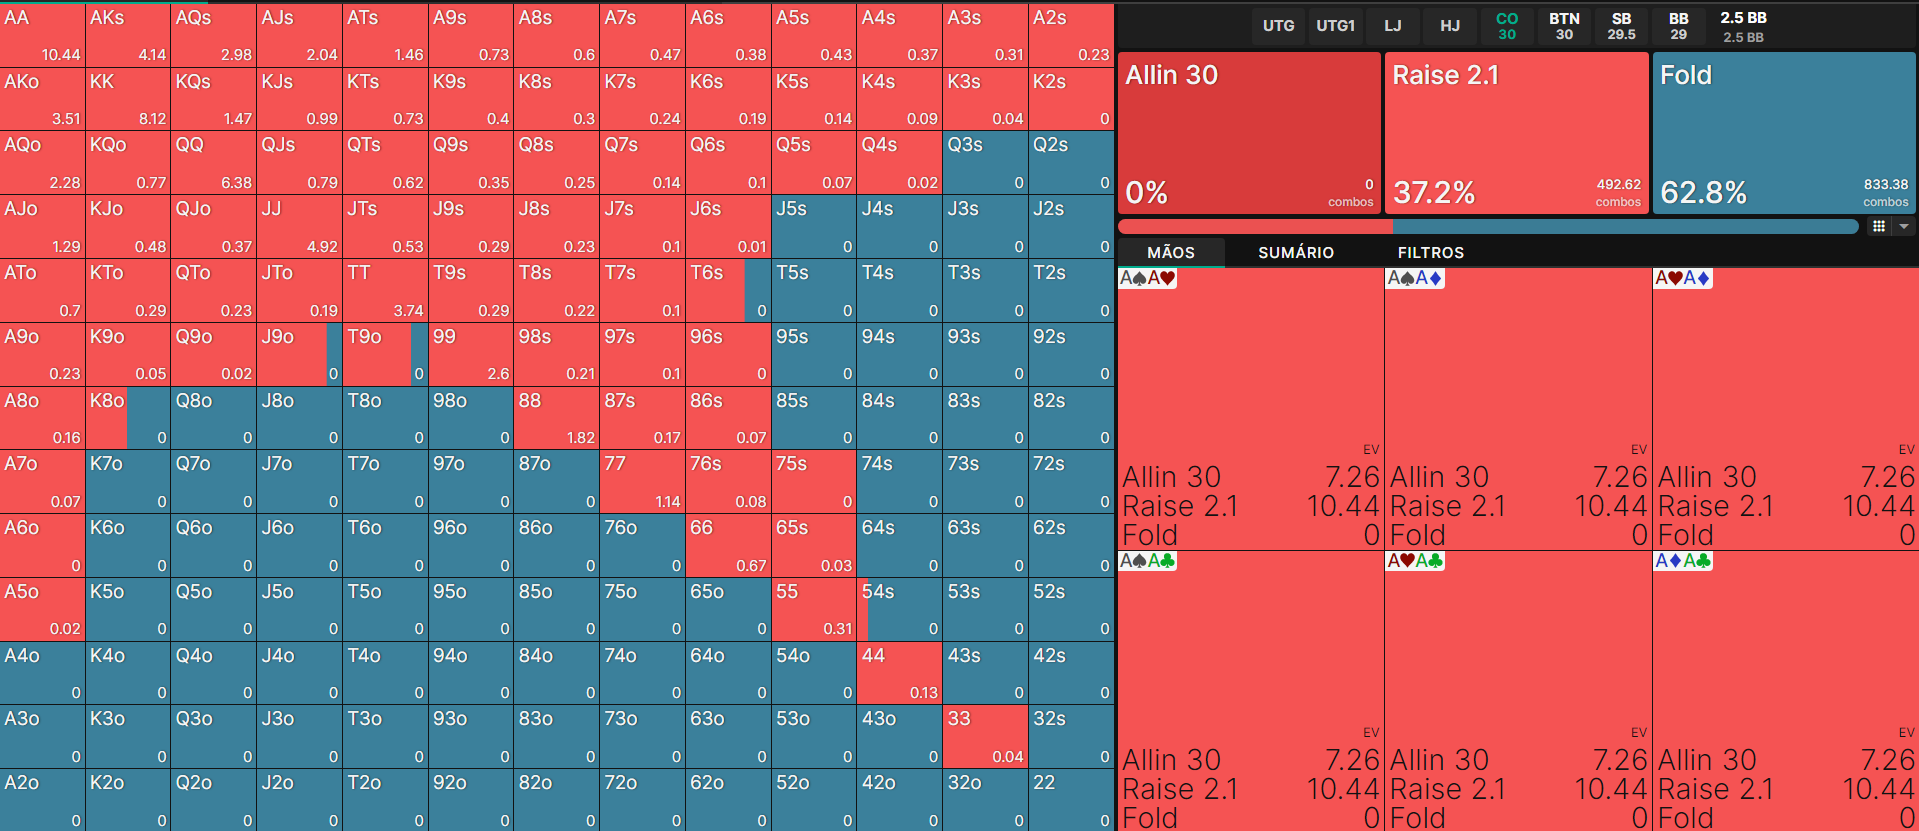 AA AKs AQs AJs ATs A9s A8s A7s A6s A5s A4s A3s A2s
10.44 4.14 2.98 2.04 1.46 0.73 0.6 0.47 0.38 0.43 0.37 0.31 0.23
AKo KK KQs KJs KTs K9s K8s K7s K6s K5s K4s K3s K2s
3.51 8.12 1.47 0.99 0.73 0.4 0.3 0.24 0.19 0.14 0.09 0.04 0
AQo KQo QQ QJs QTs Q9s Q8s Q7s Q6s Q5s Q4s Q3s Q2s
2.28 0.77 6.38 0.79 0.62 0.35 0.25 0.14 0.1 0.07 0.02 0 0
AJo KJo QJo JJ JTs J9s J8s J7s J6s J5s J4s J3s J2s
1.29 0.48 0.37 4.92 0.53 0.29 0.23 0.1 0.01 0 0 0 0
ATo KTo QTo JTo TT T9s T8s T7s T6s T5s T4s T3s T2s
0.7 0.29 0.23 0.19 3.74 0.29 0.22 0.1 0 0 0 0 0
A9o K9o Q9o J9o T9o 99 98s 97s 96s 95s 94s 93s 92s
0.23 0.05 0.02 0 0 2.6 0.21 0.1 0 0 0 0 0
A8o K8o Q8o J8o T8o 98o 88 87s 86s 85s 84s 83s 82s
0.16 0 0 0 0 0 1.82 0.17 0.07 0 0 0 0
A7o K7o Q7o J7o T7o 97o 87o 77 76s 75s 74s 73s 72s
0.07 0 0 0 0 0 0 1.14 0.08 0 0 0 0
A6o K6o Q6o J6o T6o 96o 86o 76o 66 65s 64s 63s 62s
0 0 0 0 0 0 0 0 0.67 0.03 0 0 0
A5o K5o Q5o J5o T5o 95o 85o 75o 65o 55 54s 53s 52s
0.02 0 0 0 0 0 0 0 0 0.31 0 0 0
A4o K4o Q4o J4o T4o 94o 84o 74o 64o 54o 44 43s 42s
0 0 0 0 0 0 0 0 0 0 0.13 0 0
A3o K3o Q3o J3o T3o 93o 83o 73o 63o 53o 43o 33 32s
0 0 0 0 0 0 0 0 0 0 0 0.04 0
A2o K2o Q2o J2o T2o 92o 82o 72o 62o 52o 42o 32o 22
0 0 0 0 0 0 0 0 0 0 0 0 0
UTG UTG1 LJ HJ CO BTN SB BB 2.5 BB
30 30 29.5 29 2.5 BB
Allin 30 Raise 2.1 Fold
0% 0 combos 37.2% 492.62 combos 62.8% 833.38 combos
MÃOS SUMÁRIO FILTROS
A♠A♥ A♠A♦ A♥A♦
EV EV EV
Allin 30 7.26 Allin 30 7.26 Allin 30 7.26
Raise 2.1 10.44 Raise 2.1 10.44 Raise 2.1 10.44
Fold 0 Fold 0 Fold 0
A♠A♣ A♥A♣ A♦A♣
EV EV EV
Allin 30 7.26 Allin 30 7.26 Allin 30 7.26
Raise 2.1 10.44 Raise 2.1 10.44 Raise 2.1 10.44
Fold 0 Fold 0 Fold 0